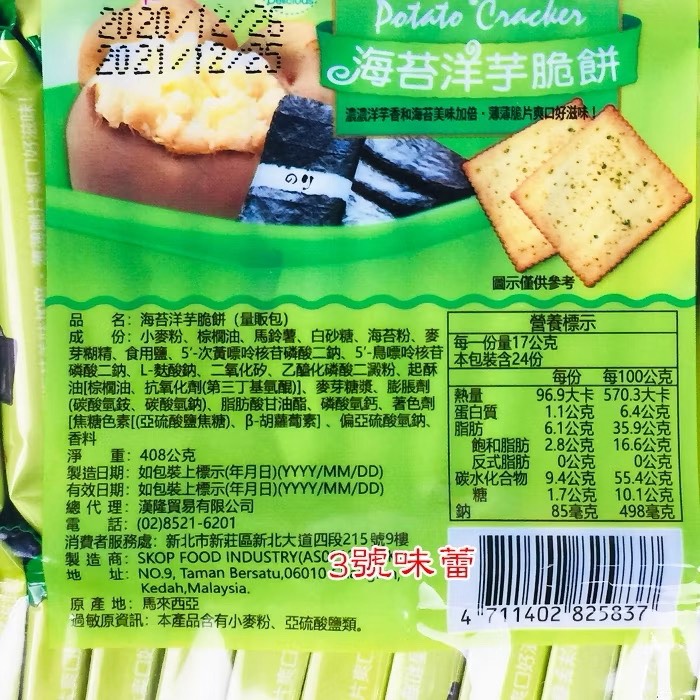 2020/12/26
2021/12/25
Potato Cracker
海苔洋芋脆餅
濃濃洋芋香和海苔美味加倍，薄薄脆片爽口好滋味！
のり
圖示僅供參考
品 名：海苔洋芋脆餅（量販包）
成 份：小麥粉、棕櫚油、馬鈴薯、白砂糖、海苔粉、麥
芽糊精、食用鹽、5'-次黃嘌呤核苷磷酸二鈉、5'-鳥嘌呤核苷
磷酸二鈉、L-麩酸鈉、二氧化矽、乙醯化磷酸二澱粉、起酥
油[棕櫚油、抗氧化劑(第三丁基氫醌)]、麥芽糖漿、膨脹劑
(碳酸氫銨、碳酸氫鈉)、脂肪酸甘油酯、磷酸氫鈣、著色劑
[焦糖色素[(亞硫酸鹽焦糖)、β-胡蘿蔔素]、偏亞硫酸氫鈉、
香料
淨 重：408公克
製造日期：如包裝上標示(年月日)(YYYY/MM/DD)
有效日期：如包裝上標示(年月日)(YYYY/MM/DD)
總 代 理：漢隆貿易有限公司
電 話：(02)8521-6201
消費者服務處：新北市新莊區新北大道四段215號9樓
製 造 商：SKOP FOOD INDUSTRY(ASC
地 址：NO.9, Taman Bersatu,06010
Kedah,Malaysia.
原 產 地：馬來西亞
過敏原資訊：本產品含有小麥粉、亞硫酸鹽類。
3號味蕾
營養標示
每一份量17公克
本包裝含24份
每份 每100公克
熱量 96.9大卡 570.3大卡
蛋白質 1.1公克 6.4公克
脂肪 6.1公克 35.9公克
飽和脂肪 2.8公克 16.6公克
反式脂肪 0公克 0公克
碳水化合物 9.4公克 55.4公克
糖 1.7公克 10.1公克
鈉 85毫克 498毫克
4 711402 825837